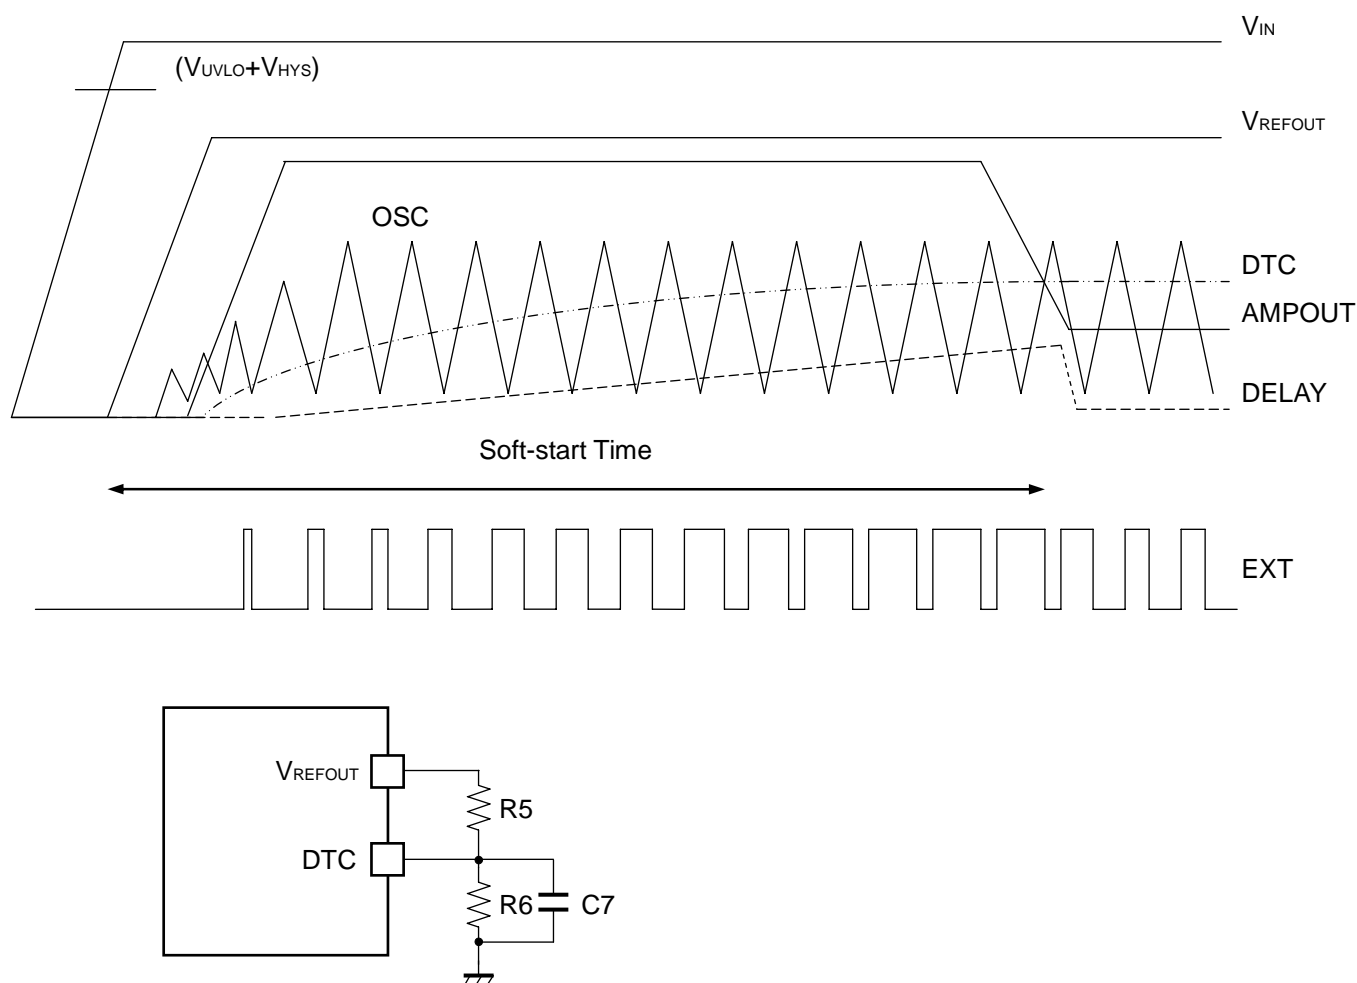 VIN
(VUVLO+VHYS)
VREFOUT
OSC
DTC
AMPOUT
DELAY
Soft-start Time
EXT
VREFOUT
R5
DTC
R6
C7